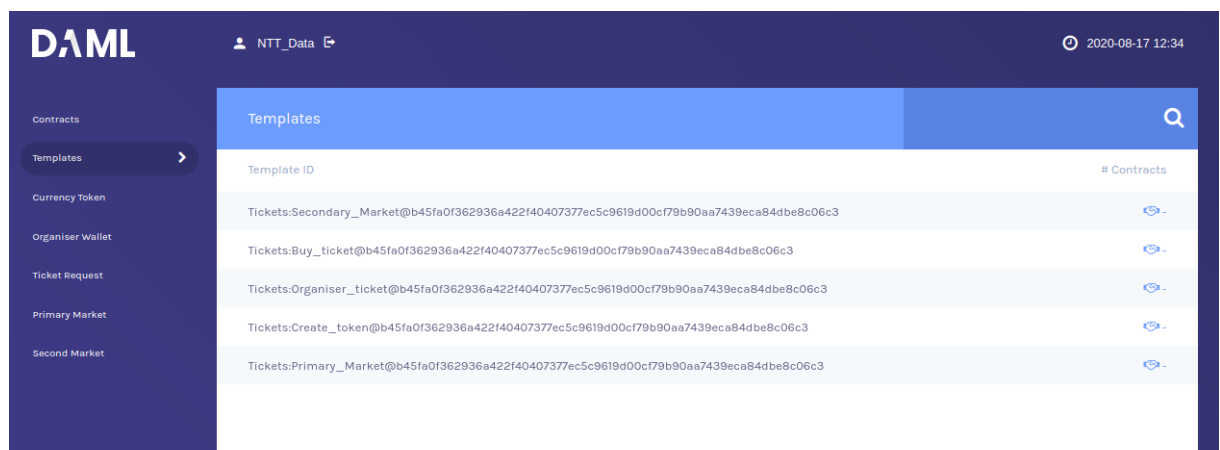 DAML
NTT_Data
2020-08-17 12:34
Contracts
Templates
Currency Token
Organiser Wallet
Ticket Request
Primary Market
Second Market
Templates
Template ID # Contracts
Tickets:Secondary_Market@b45fa0f362936a422f40407377ec5c9619d00cf79b90aa7439eca84dbe8c06c3 -
Tickets:Buy_ticket@b45fa0f362936a422f40407377ec5c9619d00cf79b90aa7439eca84dbe8c06c3 -
Tickets:Organiser_ticket@b45fa0f362936a422f40407377ec5c9619d00cf79b90aa7439eca84dbe8c06c3 -
Tickets:Create_token@b45fa0f362936a422f40407377ec5c9619d00cf79b90aa7439eca84dbe8c06c3 -
Tickets:Primary_Market@b45fa0f362936a422f40407377ec5c9619d00cf79b90aa7439eca84dbe8c06c3 -